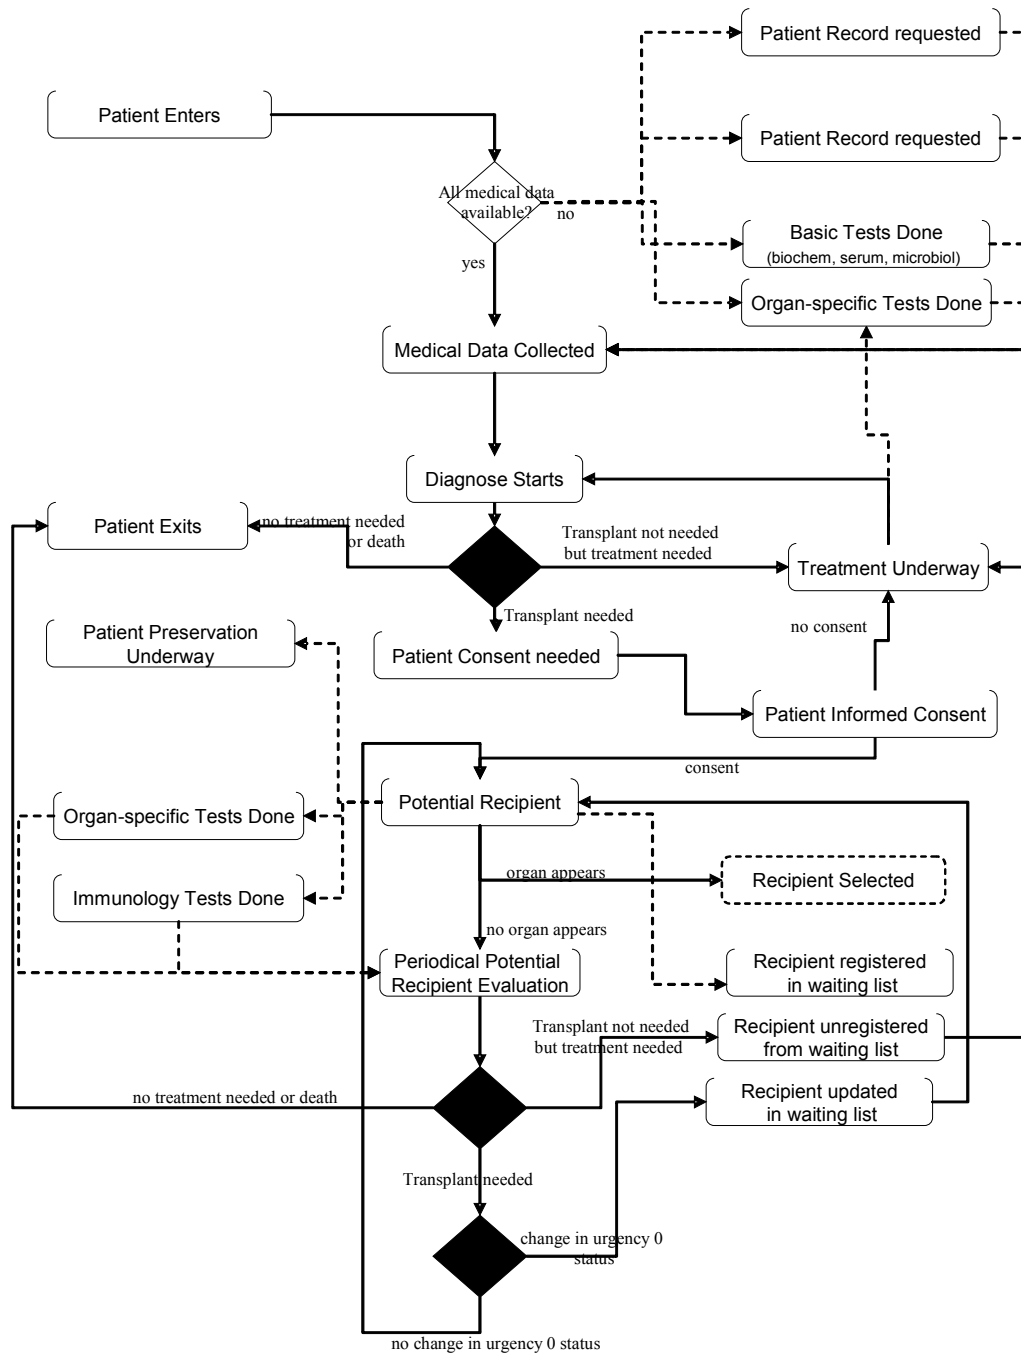 Patient Record requested
Patient Enters
Patient Record requested
All medical data
available?
no
Basic Tests Done
(biochem, serum, microbiol)
yes
Organ-specific Tests Done
Medical Data Collected
Diagnose Starts
Patient Exits
no treatment needed
or death
Transplant not needed
but treatment needed
Treatment Underway
Transplant needed
no consent
Patient Preservation
Underway
Patient Consent needed
Patient Informed Consent
consent
Potential Recipient
Organ-specific Tests Done
organ appears
Recipient Selected
Immunology Tests Done
no organ appears
Periodical Potential
Recipient Evaluation
Recipient registered
in waiting list
Transplant not needed
but treatment needed
Recipient unregistered
from waiting list
no treatment needed or death
Recipient updated
in waiting list
Transplant needed
change in urgency 0
status
no change in urgency 0 status